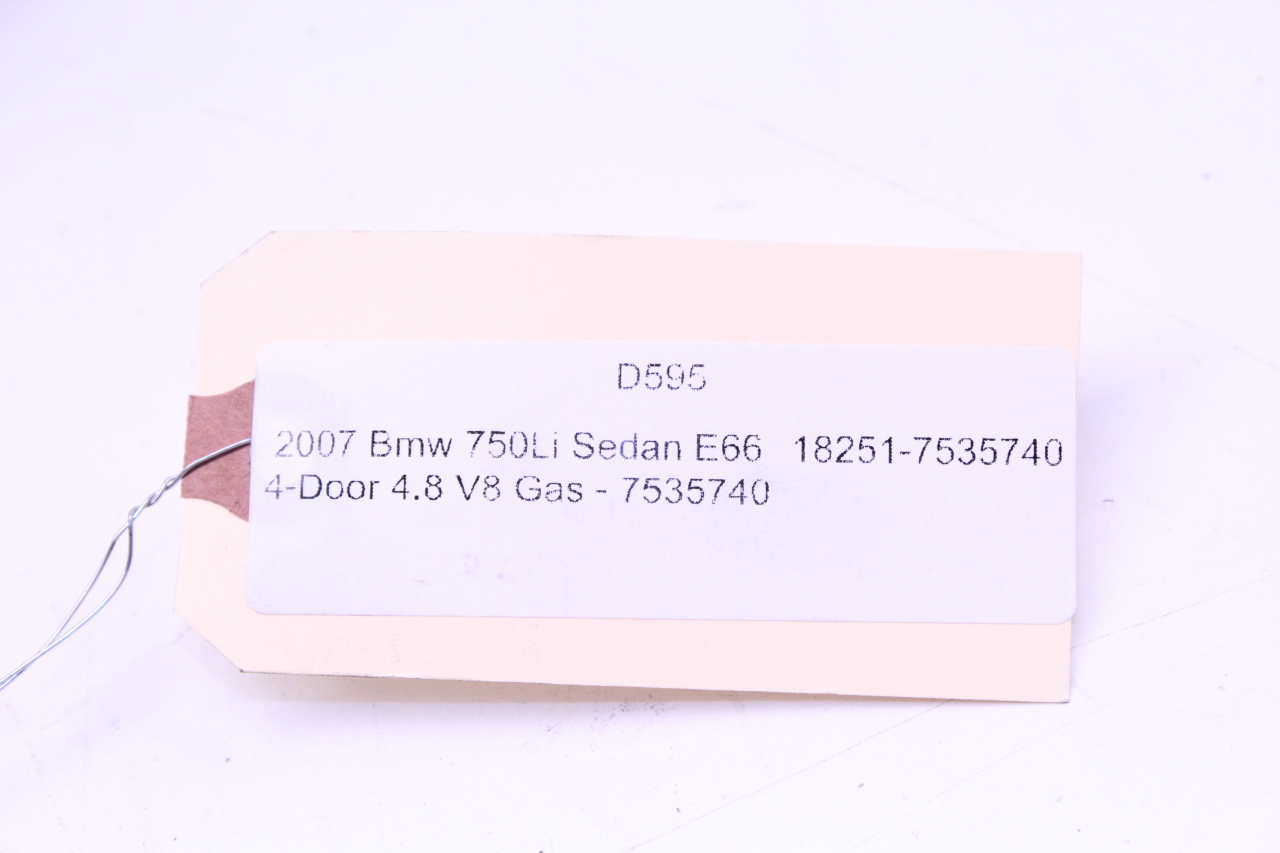 D595
2007 Bmw 750Li Sedan E66 18251-7535740
4-Door 4.8 V8 Gas - 7535740